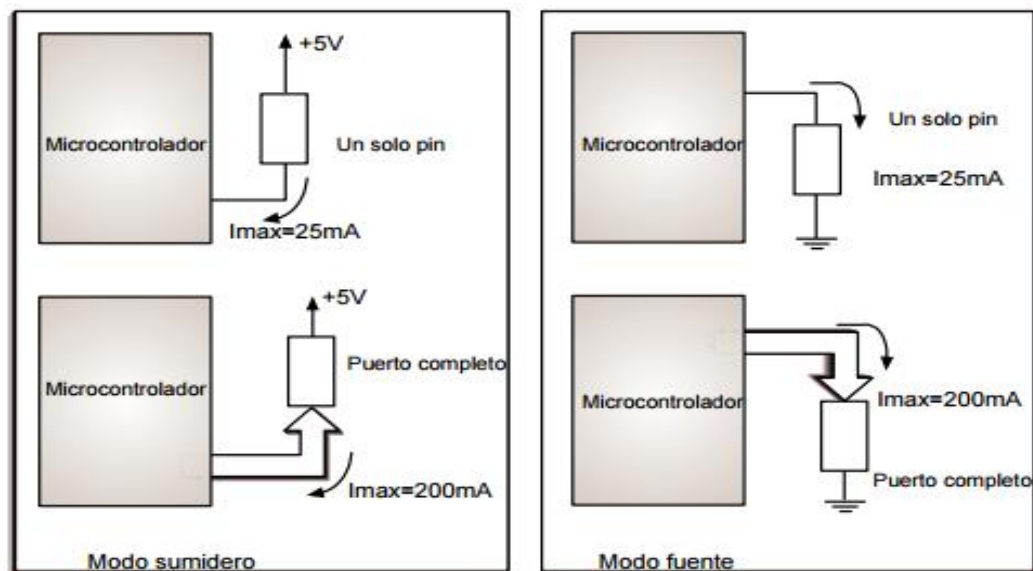 +5V
Microcontrolador
Un solo pin
Imax=25mA
+5V
Puerto completo
Microcontrolador
Imax=200mA
Modo sumidero
Un solo pin
Microcontrolador
Imax=25mA
Microcontrolador
Imax=200mA
Puerto completo
Modo fuente